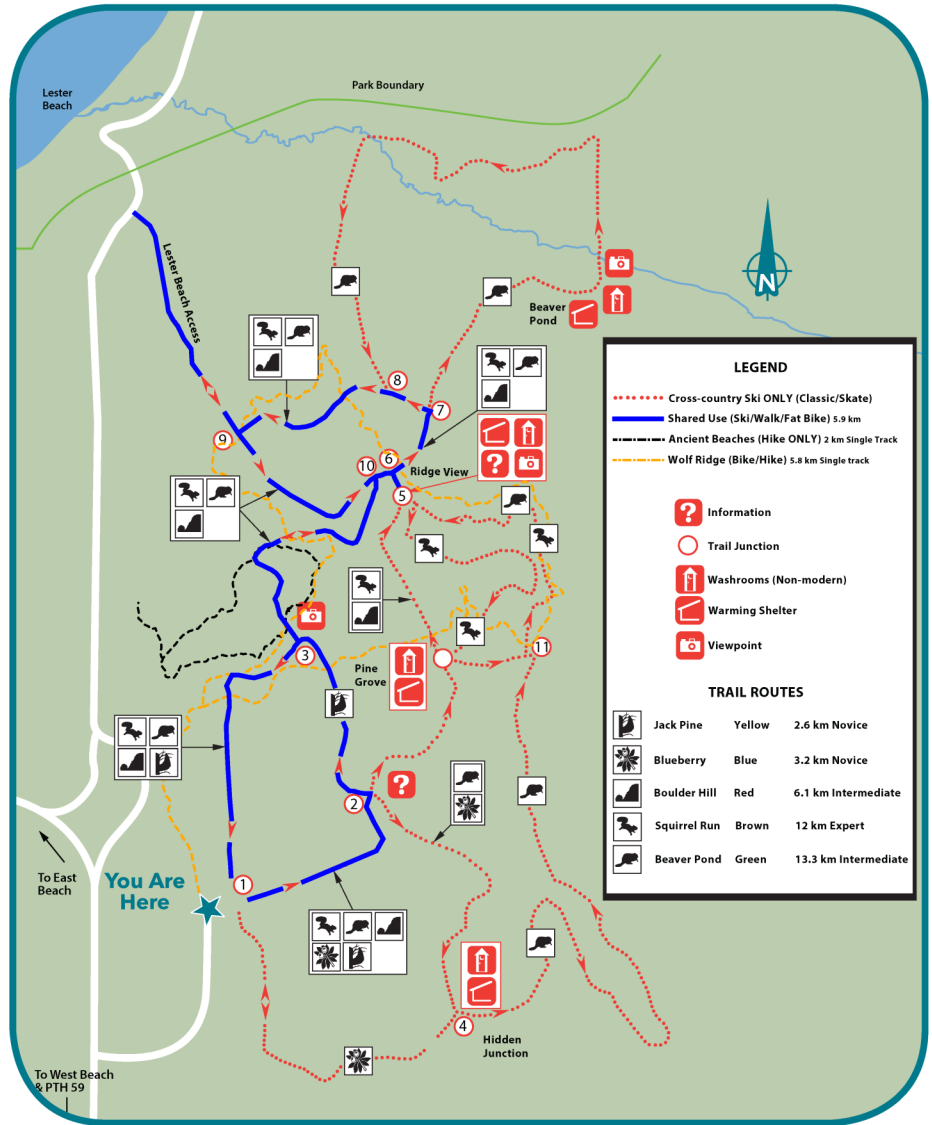 Lester
Beach
Park Boundary
Lester Beach Access
Beaver
Pond
8
7
9
6
10
Ridge View
5
?
3
Pine
Grove
11
2
?
1
You Are
Here
To East
Beach
4
Hidden
Junction
To West Beach
& PTH 59
N
LEGEND
Cross-country Ski ONLY (Classic/Skate)
Shared Use (Ski/Walk/Fat Bike) 5.9 km
Ancient Beaches (Hike ONLY) 2 km Single Track
Wolf Ridge (Bike/Hike) 5.8 km Single track
? Information
Trail Junction
Washrooms (Non-modern)
Warming Shelter
Viewpoint
TRAIL ROUTES
Jack Pine Yellow 2.6 km Novice
Blueberry Blue 3.2 km Novice
Boulder Hill Red 6.1 km Intermediate
Squirrel Run Brown 12 km Expert
Beaver Pond Green 13.3 km Intermediate